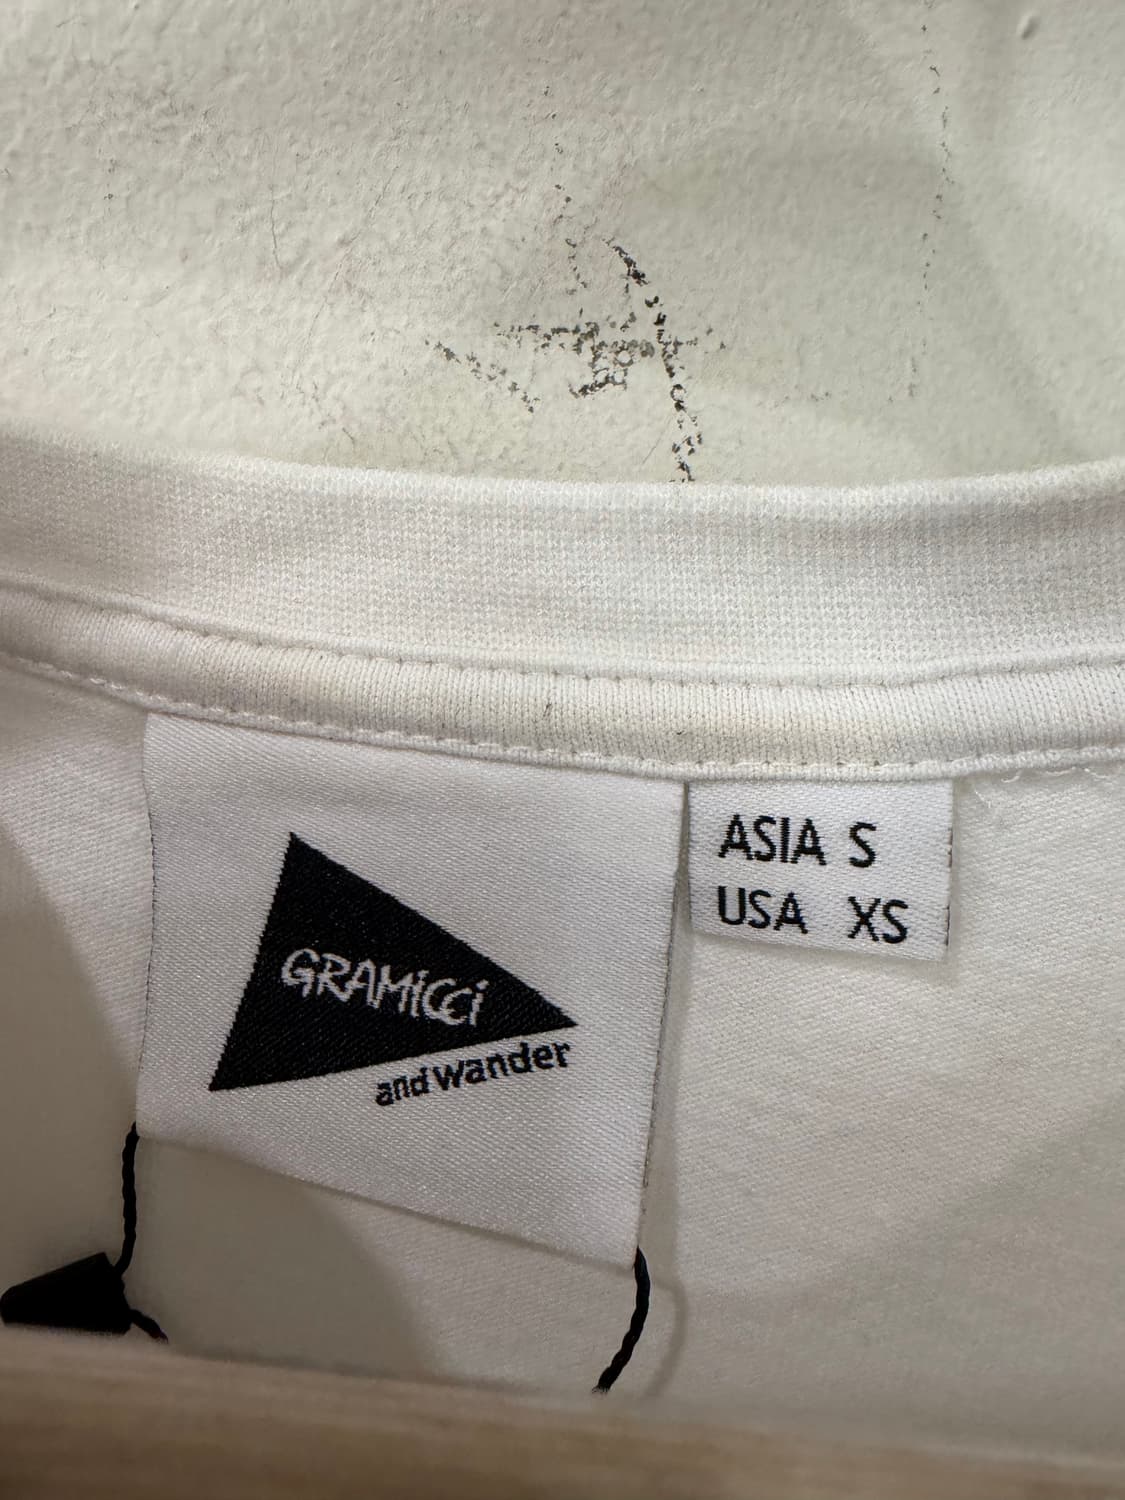 GRAMiCCi
and wander
ASIA S
USA XS